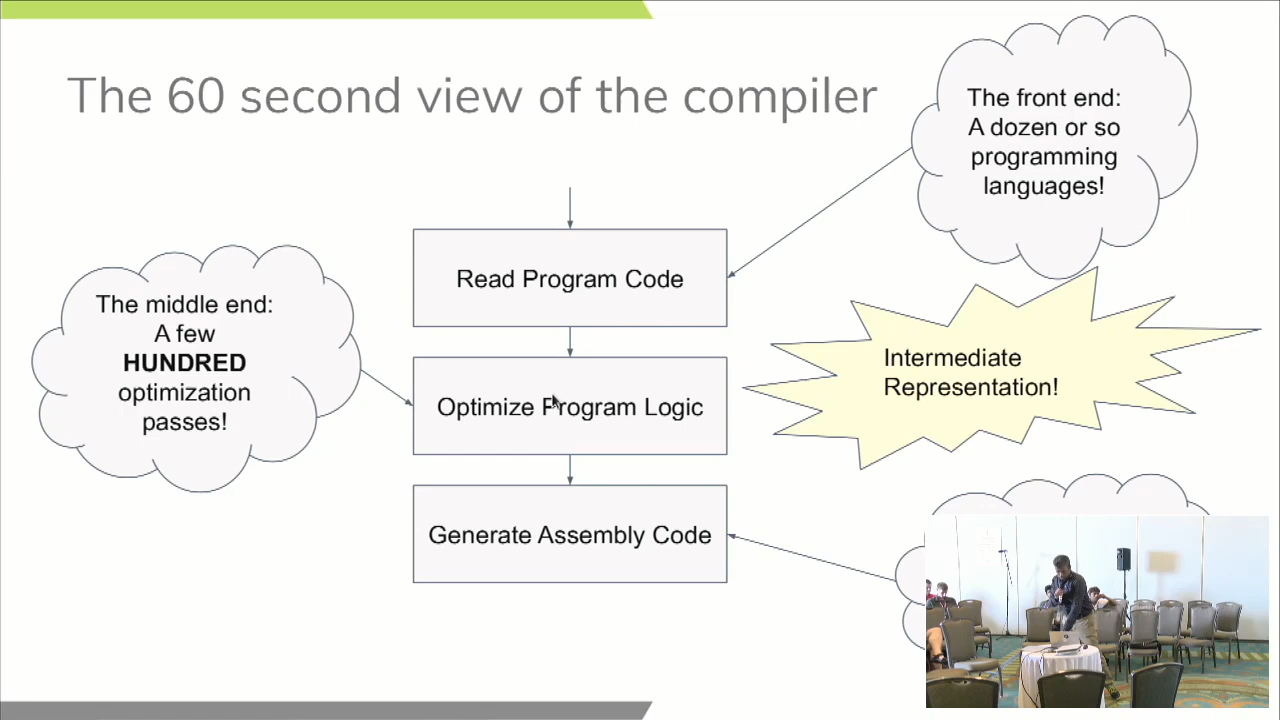 The 60 second view of the compiler
The front end:
A dozen or so
programming
languages!
Read Program Code
The middle end:
A few
HUNDRED
optimization
passes!
Intermediate
Representation!
Optimize Program Logic
Generate Assembly Code